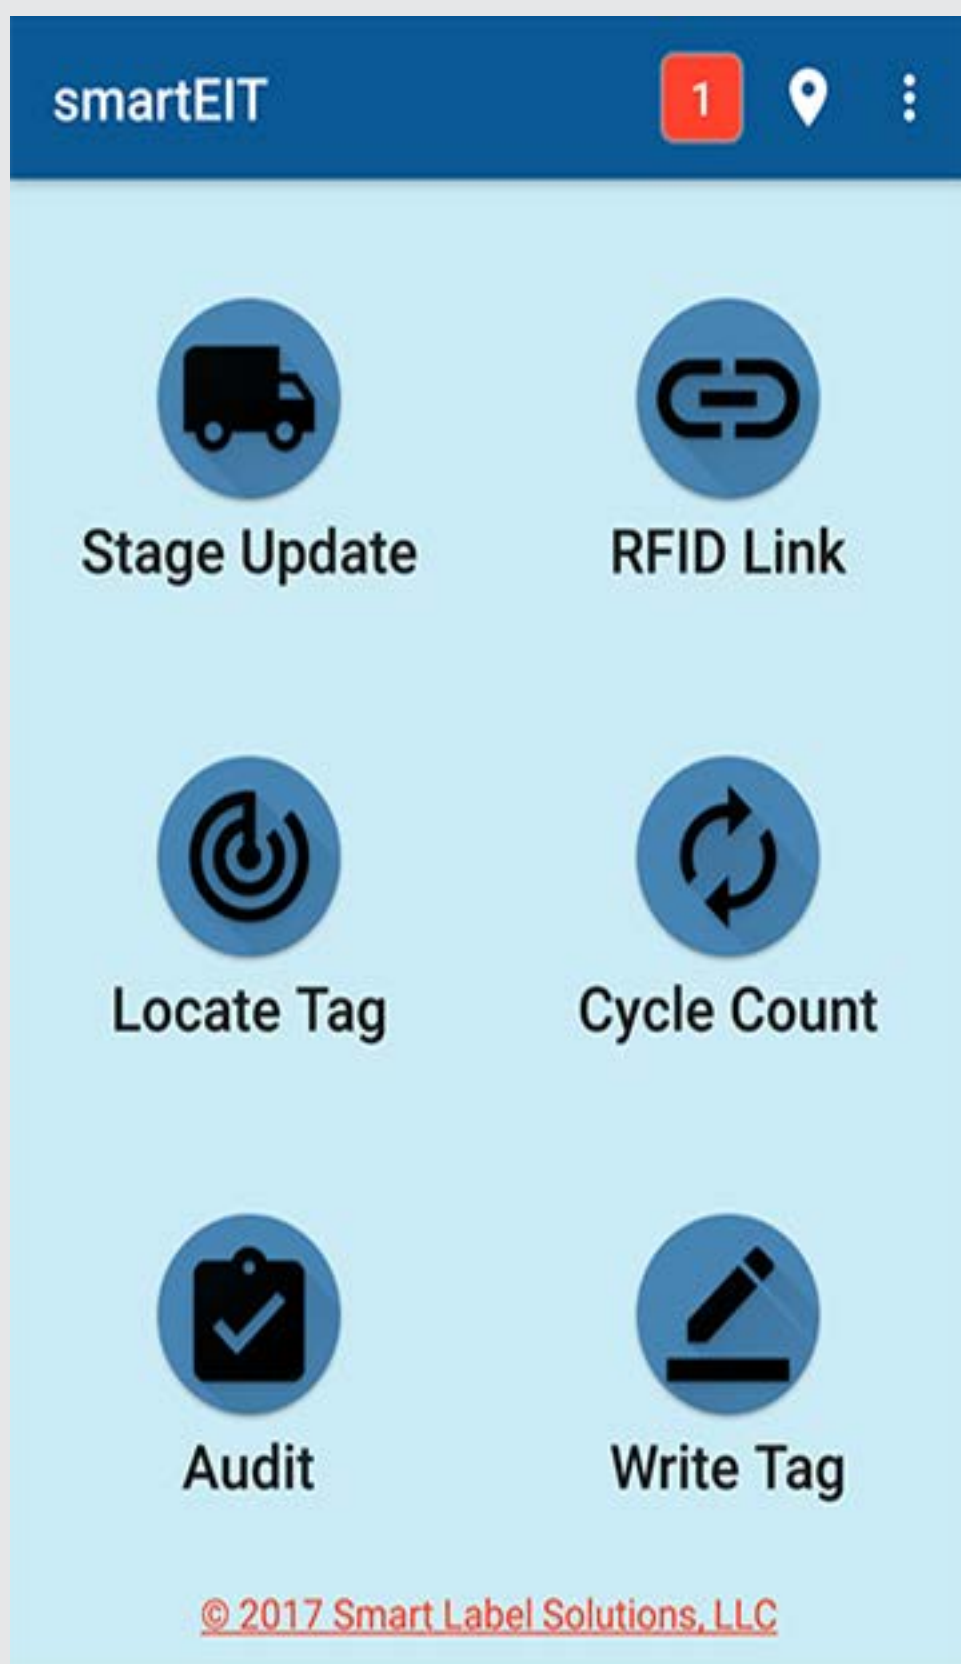 smartEIT 1
Stage Update RFID Link
Locate Tag Cycle Count
Audit Write Tag
© 2017 Smart Label Solutions, LLC